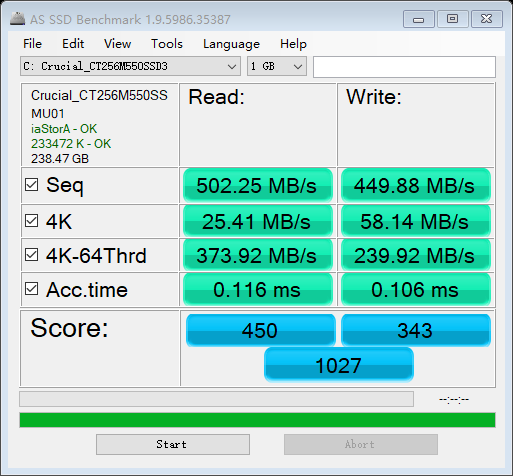 AS SSD Benchmark 1.9.5986.35387
File Edit View Tools Language Help
C: Crucial_CT256M550SSD3 1 GB
Crucial_CT256M550SS Read: Write:
MU01
iaStorA - OK
233472 K - OK
238.47 GB
Seq 502.25 MB/s 449.88 MB/s
4K 25.41 MB/s 58.14 MB/s
4K-64Thrd 373.92 MB/s 239.92 MB/s
Acc.time 0.116 ms 0.106 ms
Score: 450 343
1027
--:--:--
Start Abort